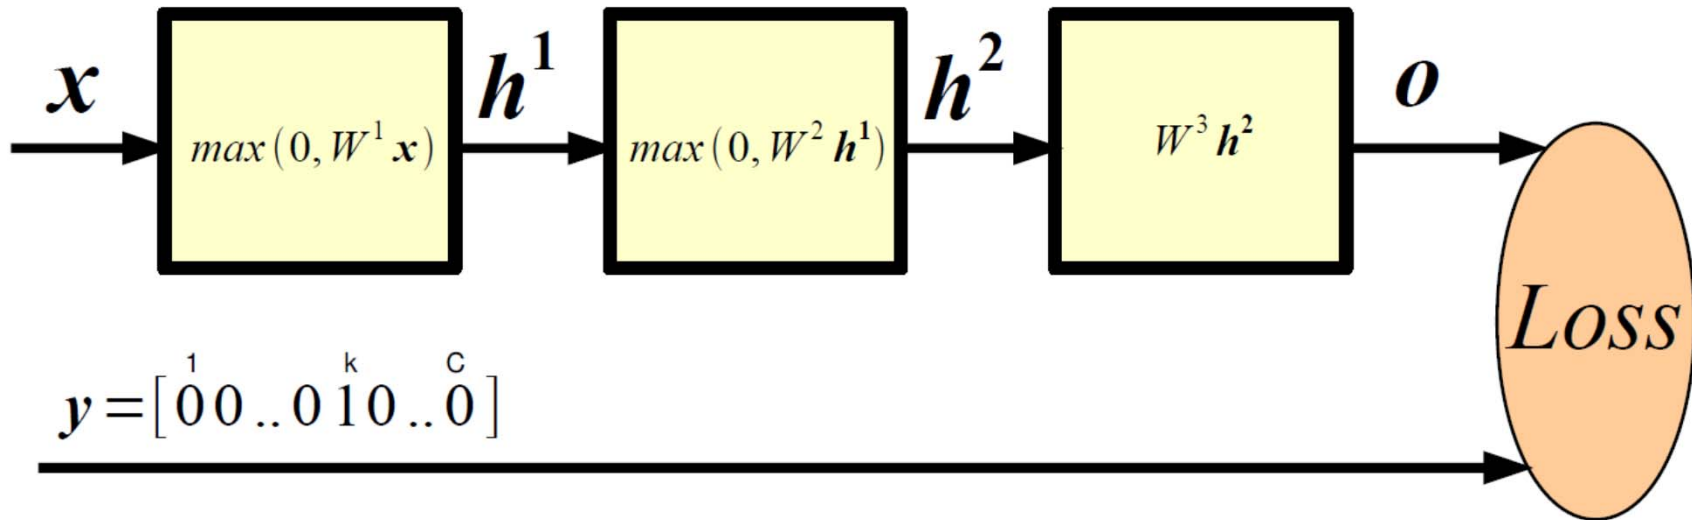 x h¹ h² o
max(0, W¹ x) max(0, W² h¹) W³ h²
Loss
1 k C
y=[0 0 .. 0 1 0 .. 0]